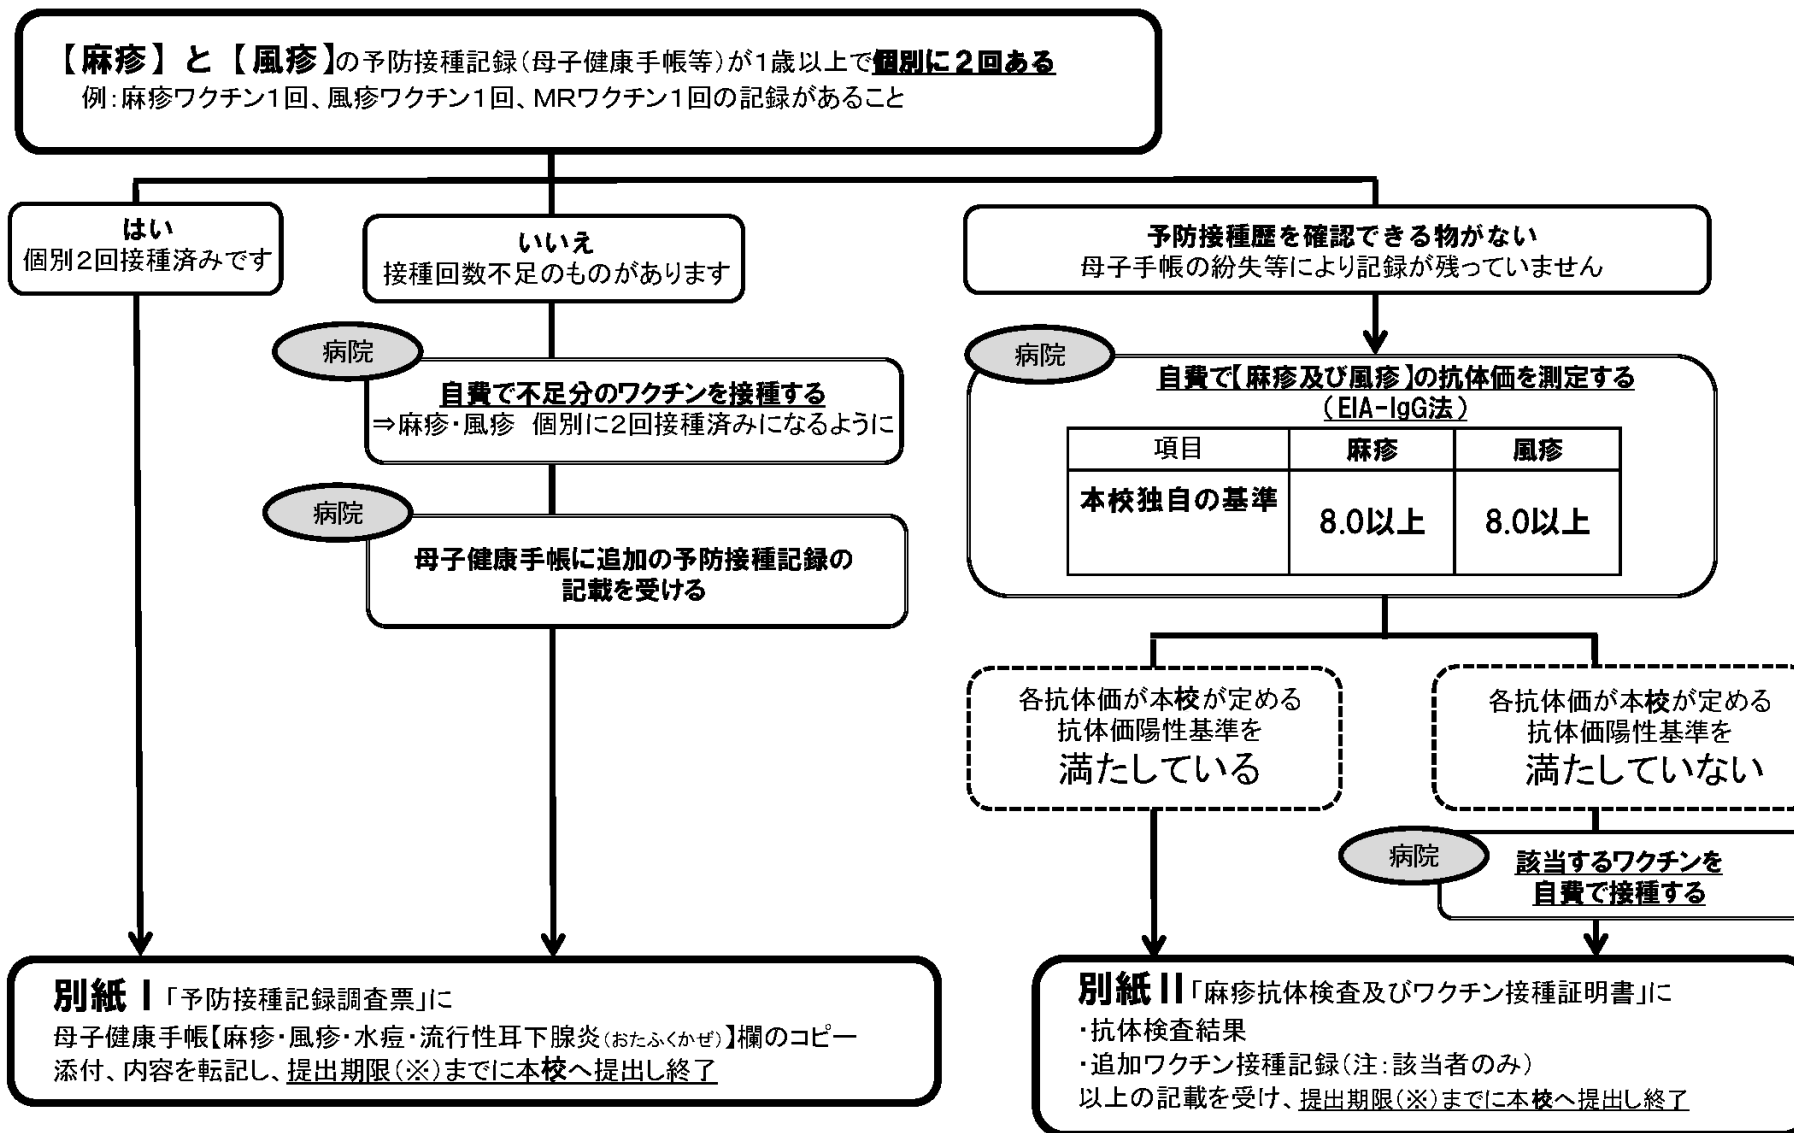 【麻疹】と【風疹】の予防接種記録(母子健康手帳等)が1歳以上で個別に2回ある
例:麻疹ワクチン1回、風疹ワクチン1回、MRワクチン1回の記録があること
はい
個別2回接種済みです
いいえ
接種回数不足のものがあります
予防接種歴を確認できる物がない
母子手帳の紛失等により記録が残っていません
病院
自費で不足分のワクチンを接種する
⇒麻疹・風疹 個別に2回接種済みになるように
病院
母子健康手帳に追加の予防接種記録の
記載を受ける
病院
自費で【麻疹及び風疹】の抗体価を測定する
(EIA-IgG法)
項目 麻疹 風疹
本校独自の基準 8.0以上 8.0以上
各抗体価が本校が定める
抗体価陽性基準を
満たしている
各抗体価が本校が定める
抗体価陽性基準を
満たしていない
病院
該当するワクチンを
自費で接種する
別紙Ⅰ「予防接種記録調査票」に
母子健康手帳【麻疹・風疹・水痘・流行性耳下腺炎(おたふくかぜ)】欄のコピー
添付、内容を転記し、提出期限(※)までに本校へ提出し終了
別紙Ⅱ「麻疹抗体検査及びワクチン接種証明書」に
・抗体検査結果
・追加ワクチン接種記録(注:該当者のみ)
以上の記載を受け、提出期限(※)までに本校へ提出し終了